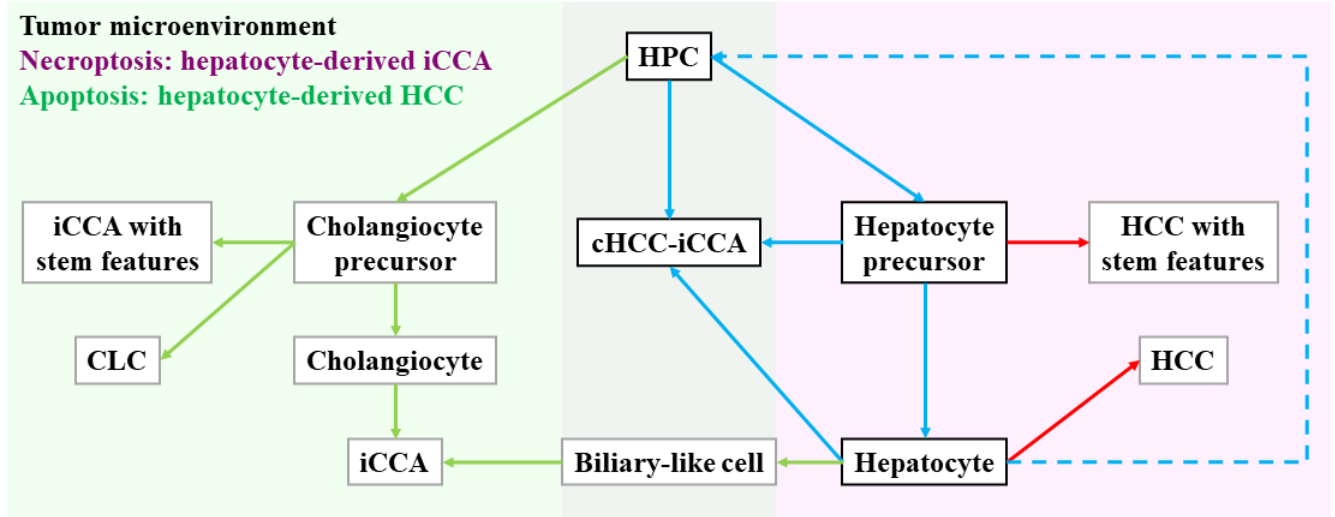 Tumor microenvironment
Necroptosis: hepatocyte-derived iCCA
Apoptosis: hepatocyte-derived HCC
HPC
iCCA with
stem features
Cholangiocyte
precursor
cHCC-iCCA
Hepatocyte
precursor
HCC with
stem features
CLC
Cholangiocyte
HCC
iCCA
Biliary-like cell
Hepatocyte